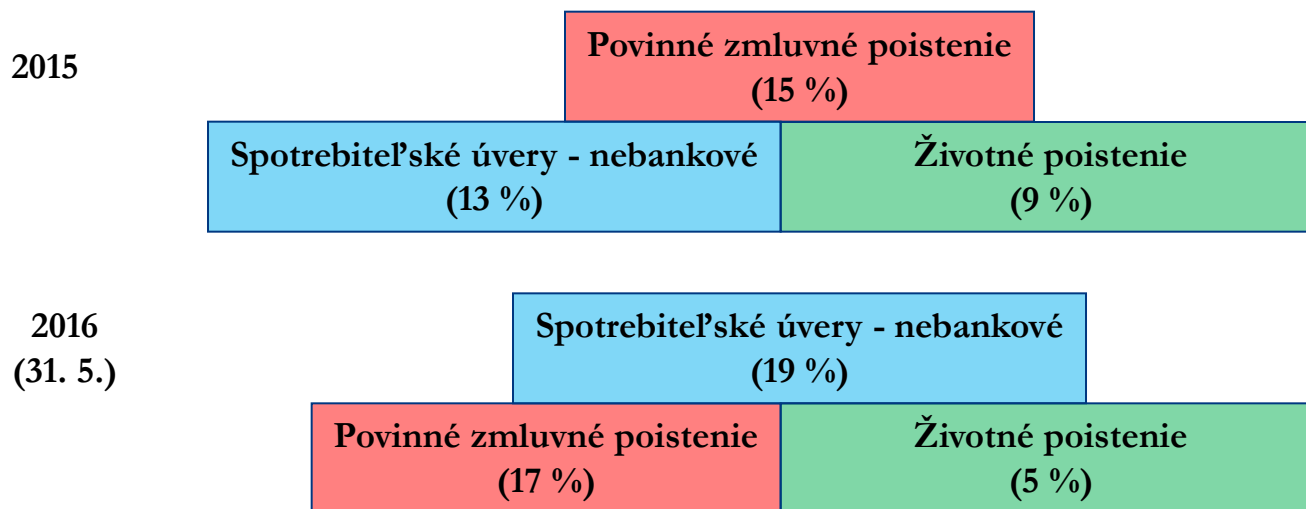 2015
Povinné zmluvné poistenie
(15 %)
Spotrebiteľské úvery - nebankové
(13 %)
Životné poistenie
(9 %)
2016
(31. 5.)
Spotrebiteľské úvery - nebankové
(19 %)
Povinné zmluvné poistenie
(17 %)
Životné poistenie
(5 %)